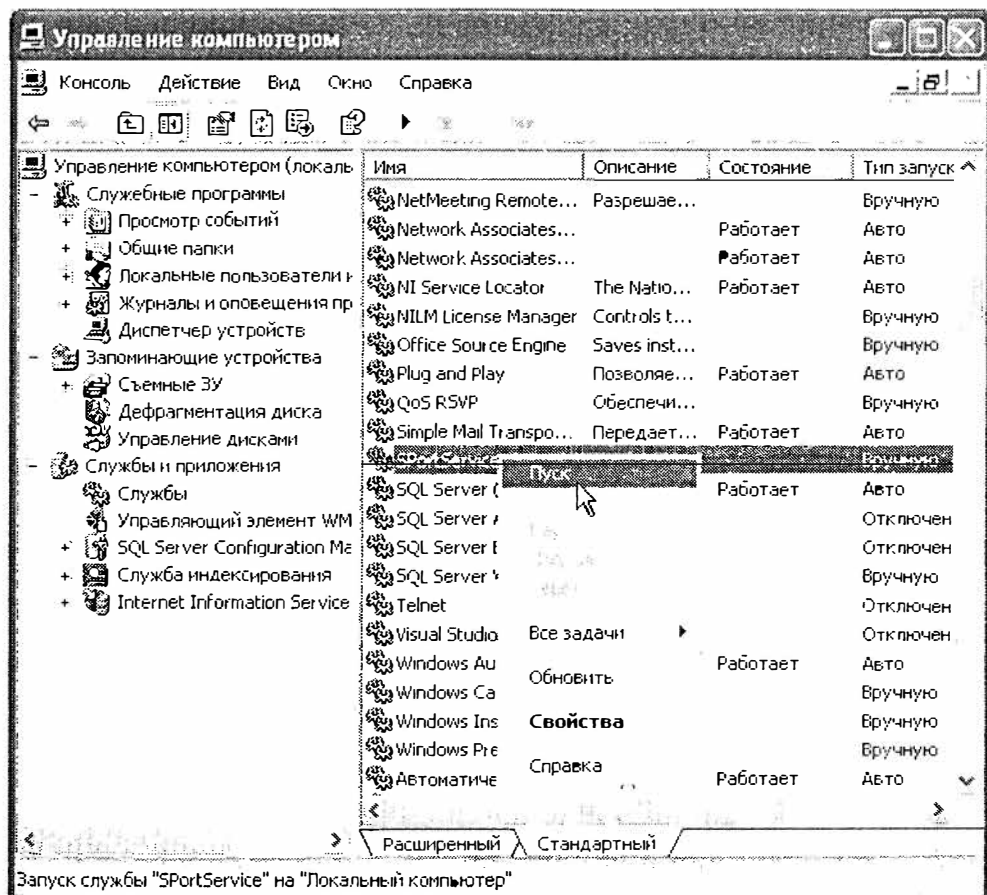 Управление компьютером
Консоль Действие Вид Окно Справка
Управление компьютером (локаль
Служебные программы
Просмотр событий
Общие папки
Локальные пользователи и
Журналы и оповещения пр
Диспетчер устройств
Запоминающие устройства
Съемные ЗУ
Дефрагментация диска
Управление дисками
Службы и приложения
Службы
Управляющий элемент WM
SQL Server Configuration Ma
Служба индексирования
Internet Information Service
Имя Описание Состояние Тип запуск
NetMeeting Remote... Разрешае... Вручную
Network Associates... Работает Авто
Network Associates... Работает Авто
NI Service Locator The Natio... Работает Авто
NILM License Manager Controls t... Вручную
Office Source Engine Saves inst... Вручную
Plug and Play Позволяе... Работает Авто
QoS RSVP Обеспечи... Вручную
Simple Mail Transpo... Передает... Работает Авто
SPortService Вручную
SQL Server ( Работает Авто
SQL Server Отключен
SQL Server Отключен
SQL Server Вручную
Telnet Отключен
Visual Studio Отключен
Windows Au Работает Авто
Windows Ca Вручную
Windows Ins Вручную
Windows Pre Вручную
Автоматиче Работает Авто
Пуск
Все задачи
Обновить
Свойства
Справка
Расширенный Стандартный
Запуск службы "SPortService" на "Локальный компьютер"